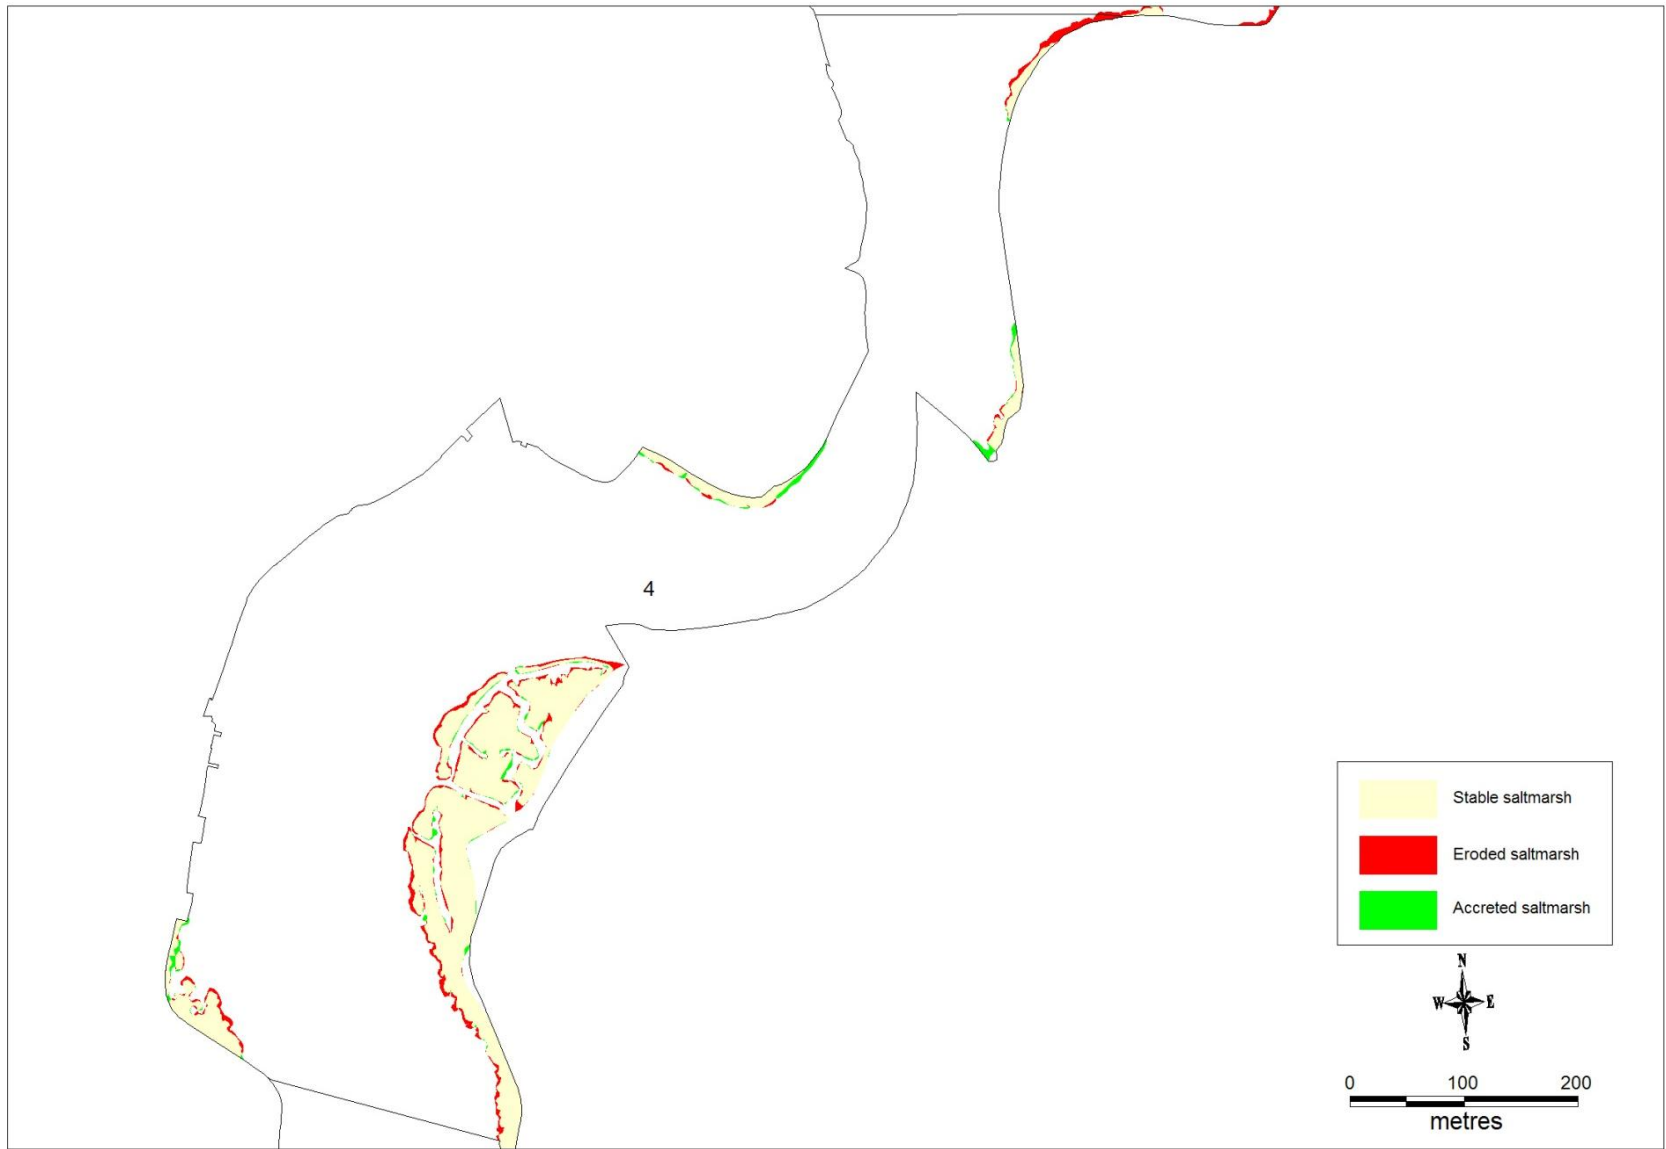 4
Stable saltmarsh
Eroded saltmarsh
Accreted saltmarsh
N
W E
S
0 100 200
metres